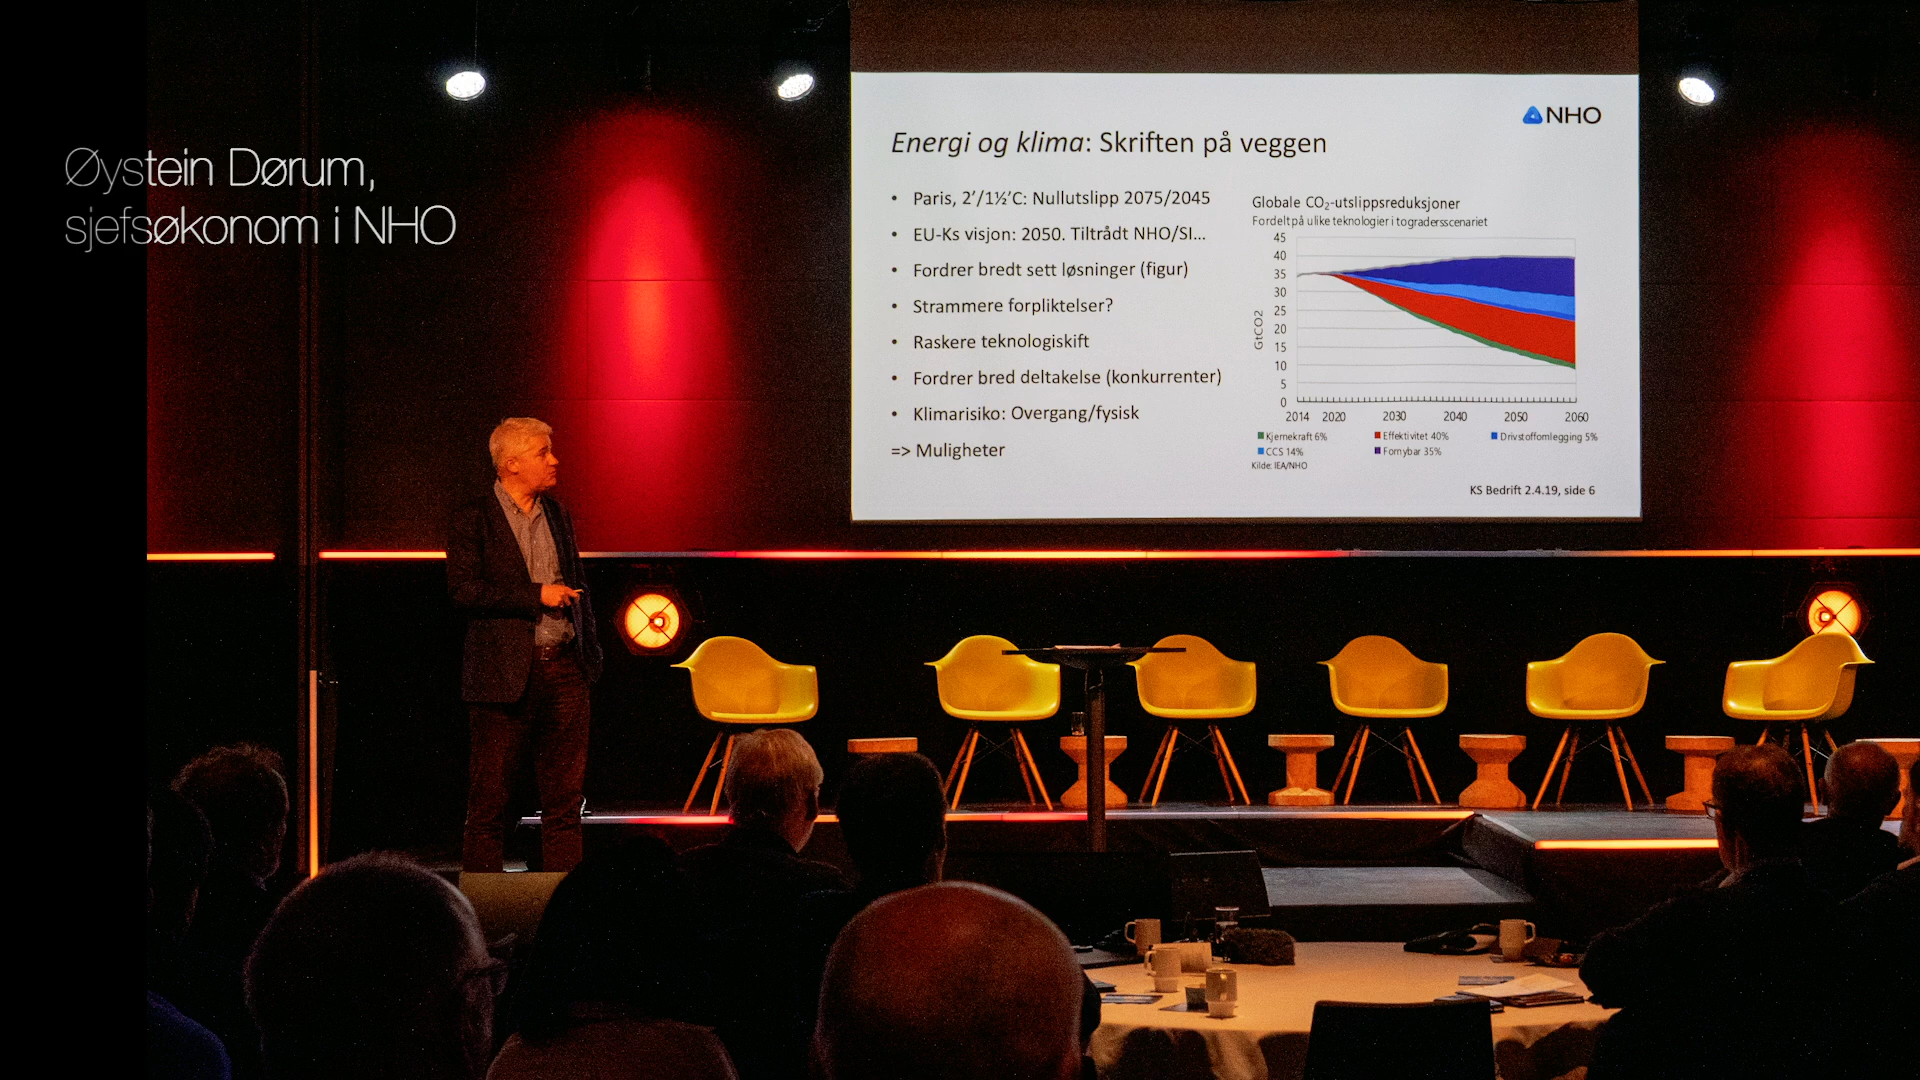 Øystein Dørum,
sjefsøkonom i NHO
NHO
Energi og klima: Skriften på veggen
• Paris, 2’/1½’C: Nullutslipp 2075/2045
• EU-Ks visjon: 2050. Tiltrådt NHO/SI...
• Fordrer bredt sett løsninger (figur)
• Strammere forpliktelser?
• Raskere teknologiskift
• Fordrer bred deltakelse (konkurrenter)
• Klimarisiko: Overgang/fysisk
=> Muligheter
Globale CO₂-utslippsreduksjoner
Fordelt på ulike teknologier i togradersscenariet
45
40
35
30
25
20
15
10
5
0
GtCO2
2014 2020 2030 2040 2050 2060
Kjernekraft 6% Effektivitet 40% Drivstoffomlegging 5%
CCS 14% Fornybar 35%
Kilde: IEA/NHO
KS Bedrift 2.4.19, side 6